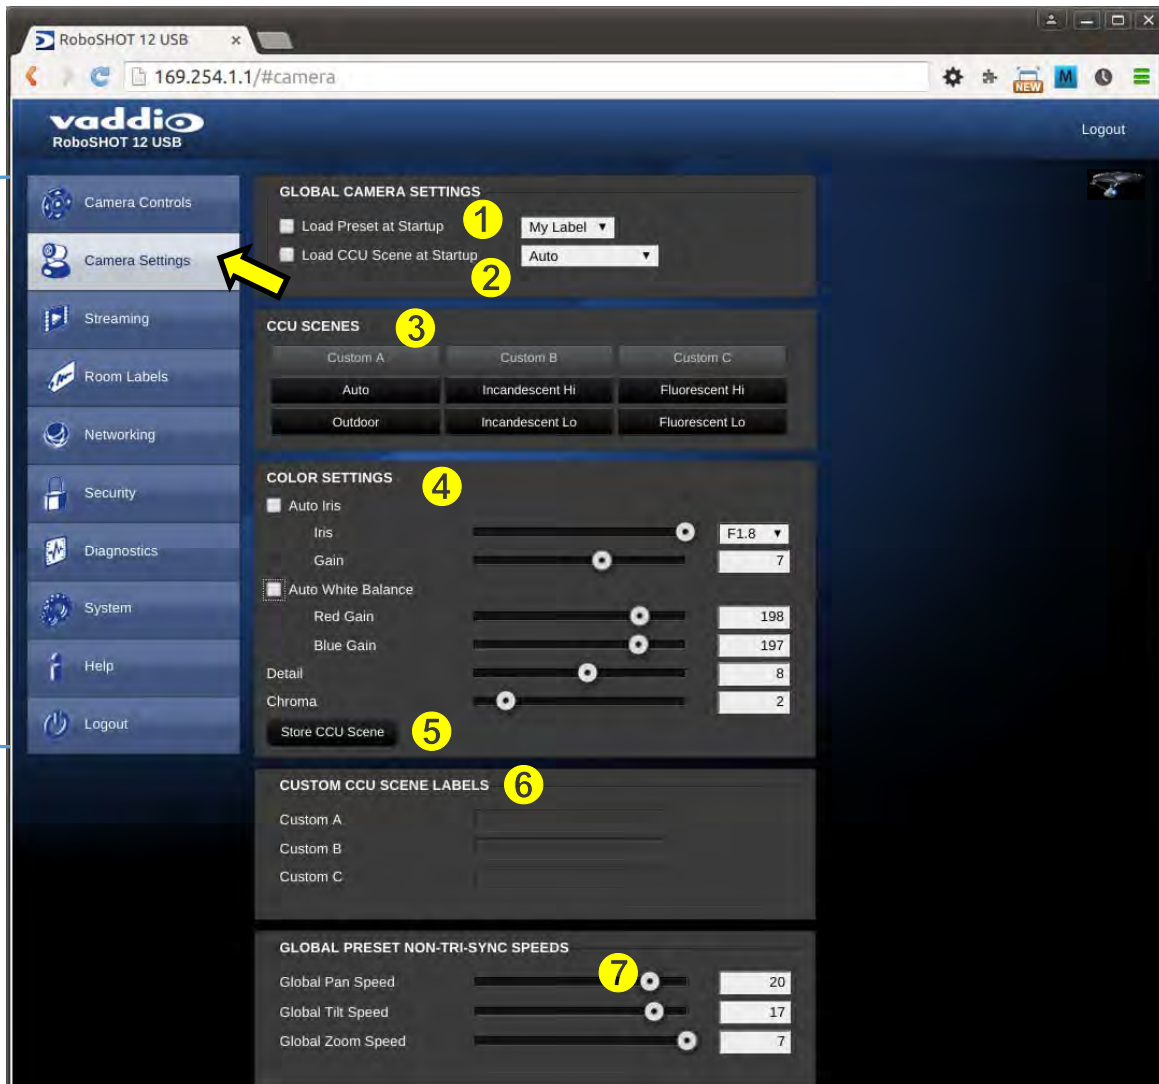 RoboSHOT 12 USB ×
169.254.1.1/#camera
NEW
M
vaddio
RoboSHOT 12 USB
Logout
Camera Controls
Camera Settings
Streaming
Room Labels
Networking
Security
Diagnostics
System
Help
Logout
GLOBAL CAMERA SETTINGS
Load Preset at Startup 1 My Label
Load CCU Scene at Startup 2 Auto
CCU SCENES 3
Custom A Custom B Custom C
Auto Incandescent Hi Fluorescent Hi
Outdoor Incandescent Lo Fluorescent Lo
COLOR SETTINGS 4
Auto Iris
Iris F1.8
Gain 7
Auto White Balance
Red Gain 198
Blue Gain 197
Detail 8
Chroma 2
Store CCU Scene 5
CUSTOM CCU SCENE LABELS 6
Custom A
Custom B
Custom C
GLOBAL PRESET NON-TRI-SYNC SPEEDS
Global Pan Speed 7 20
Global Tilt Speed 17
Global Zoom Speed 7